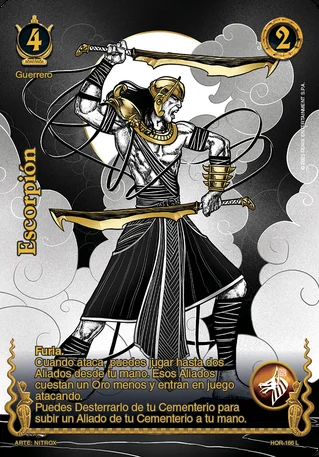 4
2
Guerrero
Escorpión
Furia.
Cuando ataca, puedes jugar hasta dos
Aliados desde tu mano. Esos Aliados
cuestan un Oro menos y entran en juego
atacando.
Puedes Desterrarlo de tu Cementerio para
subir un Aliado de tu Cementerio a tu mano.
ARTE: NITROX
HOR-166 L